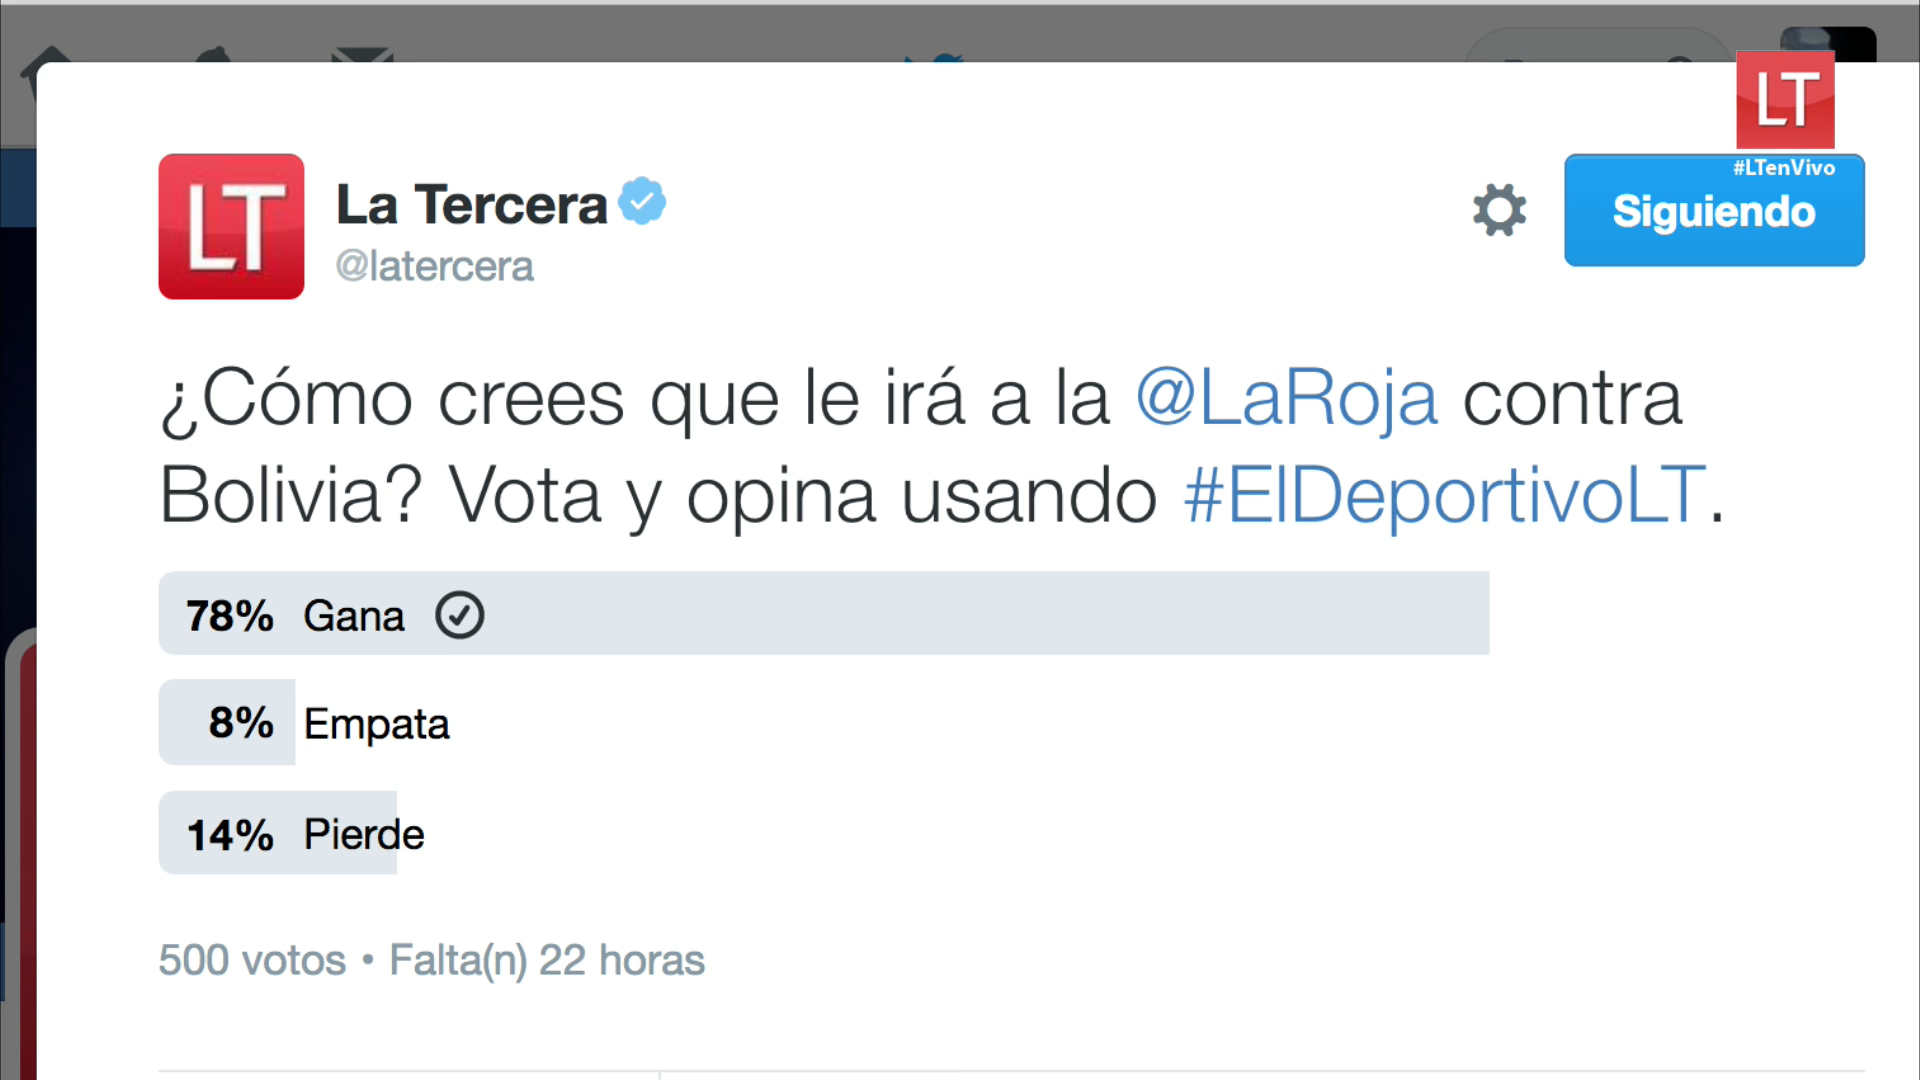 LT
#LTenVivo
LT
La Tercera
@latercera
Siguiendo
¿Cómo crees que le irá a la @LaRoja contra
Bolivia? Vota y opina usando #ElDeportivoLT.
78% Gana
8% Empata
14% Pierde
500 votos • Falta(n) 22 horas